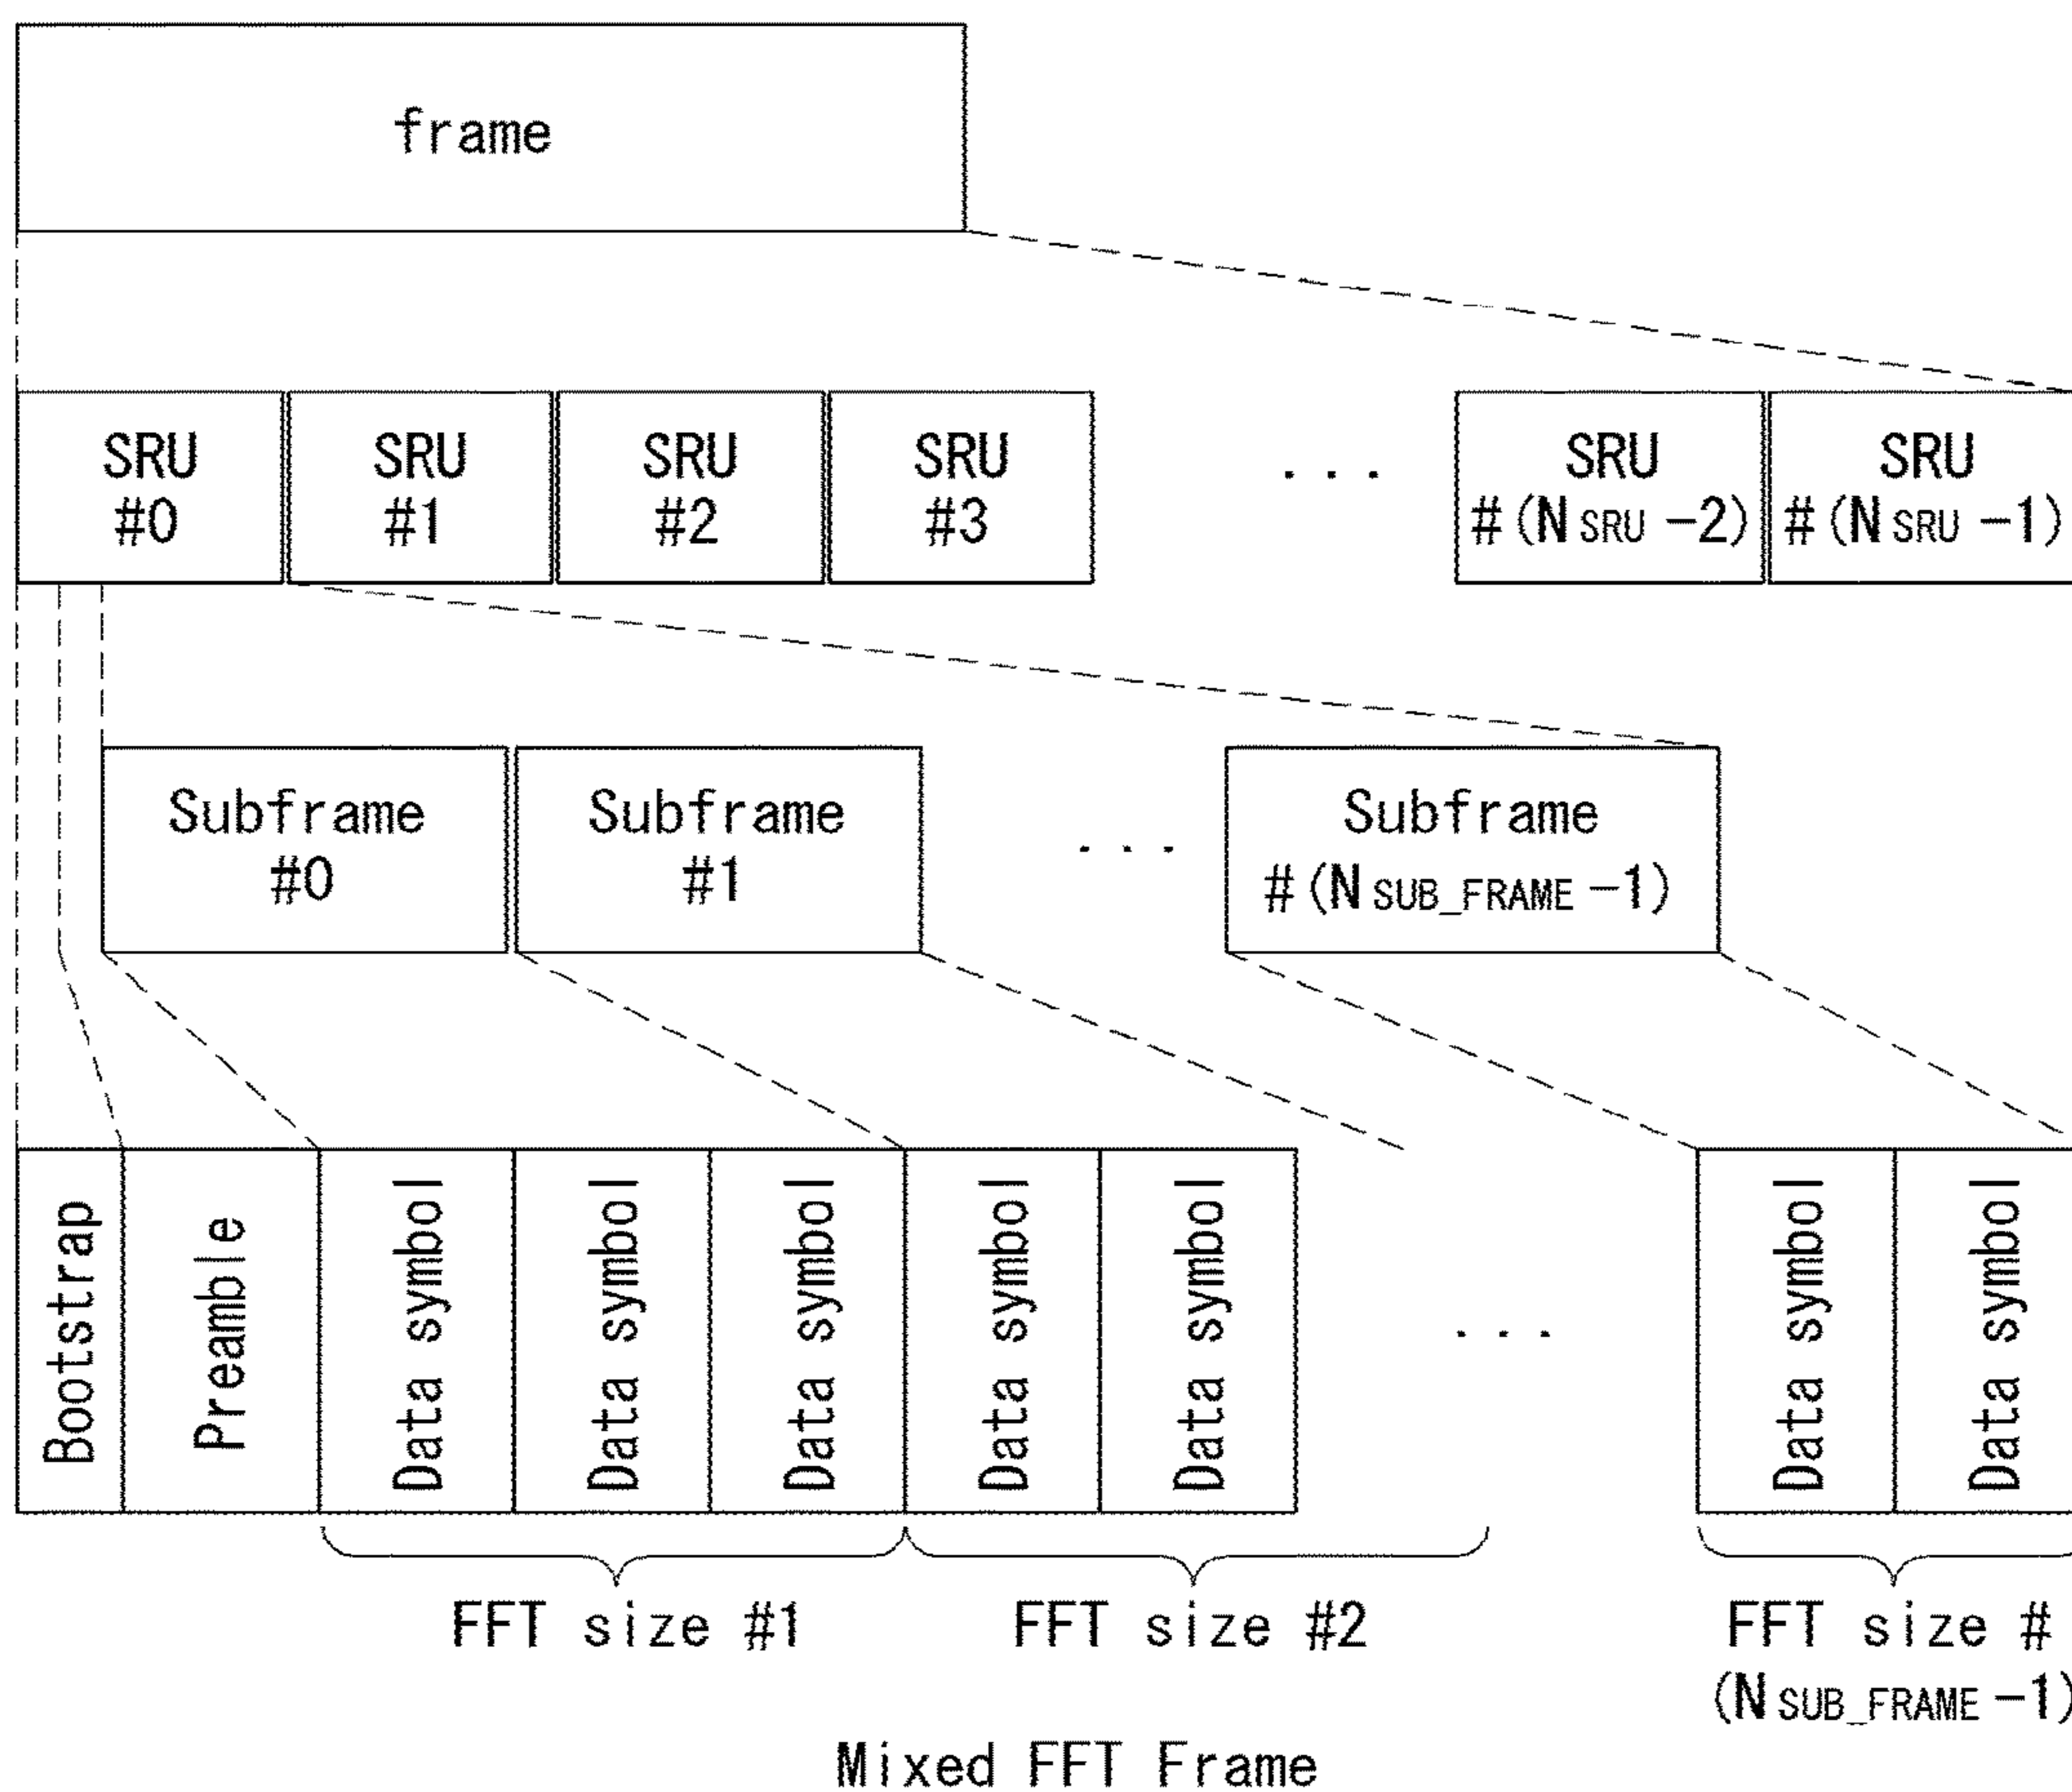 frame
SRU
#0
SRU
#1
SRU
#2
SRU
#3
...
SRU
#(NSRU-2)
SRU
#(NSRU-1)
Subframe
#0
Subframe
#1
...
Subframe
#(NSUB_FRAME-1)
Bootstrap
Preamble
Data symbol
Data symbol
Data symbol
Data symbol
Data symbol
...
Data symbol
Data symbol
FFT size #1
FFT size #2
FFT size #
(NSUB_FRAME-1)
Mixed FFT Frame